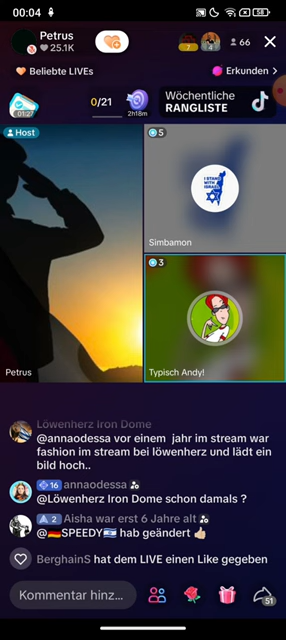 00:04
58
Petrus
25.1K
7
4
66
Beliebte LIVEs
Erkunden
01:27
0/21
2h18m
Wöchentliche
RANGLISTE
Host
5
I STAND
WITH
ISRAEL
Simbamon
3
Petrus
Typisch Andy!
Löwenherz Iron Dome
@annaodessa vor einem jahr im stream war
fashion im stream bei löwenherz und lädt ein
bild hoch..
16 annaodessa
@Löwenherz Iron Dome schon damals ?
2 Aisha war erst 6 Jahre alt
@🇩🇪SPEEDY🇮🇱 hab geändert 👍🏻
BerghainS hat dem LIVE einen Like gegeben
Kommentar hinz...
51